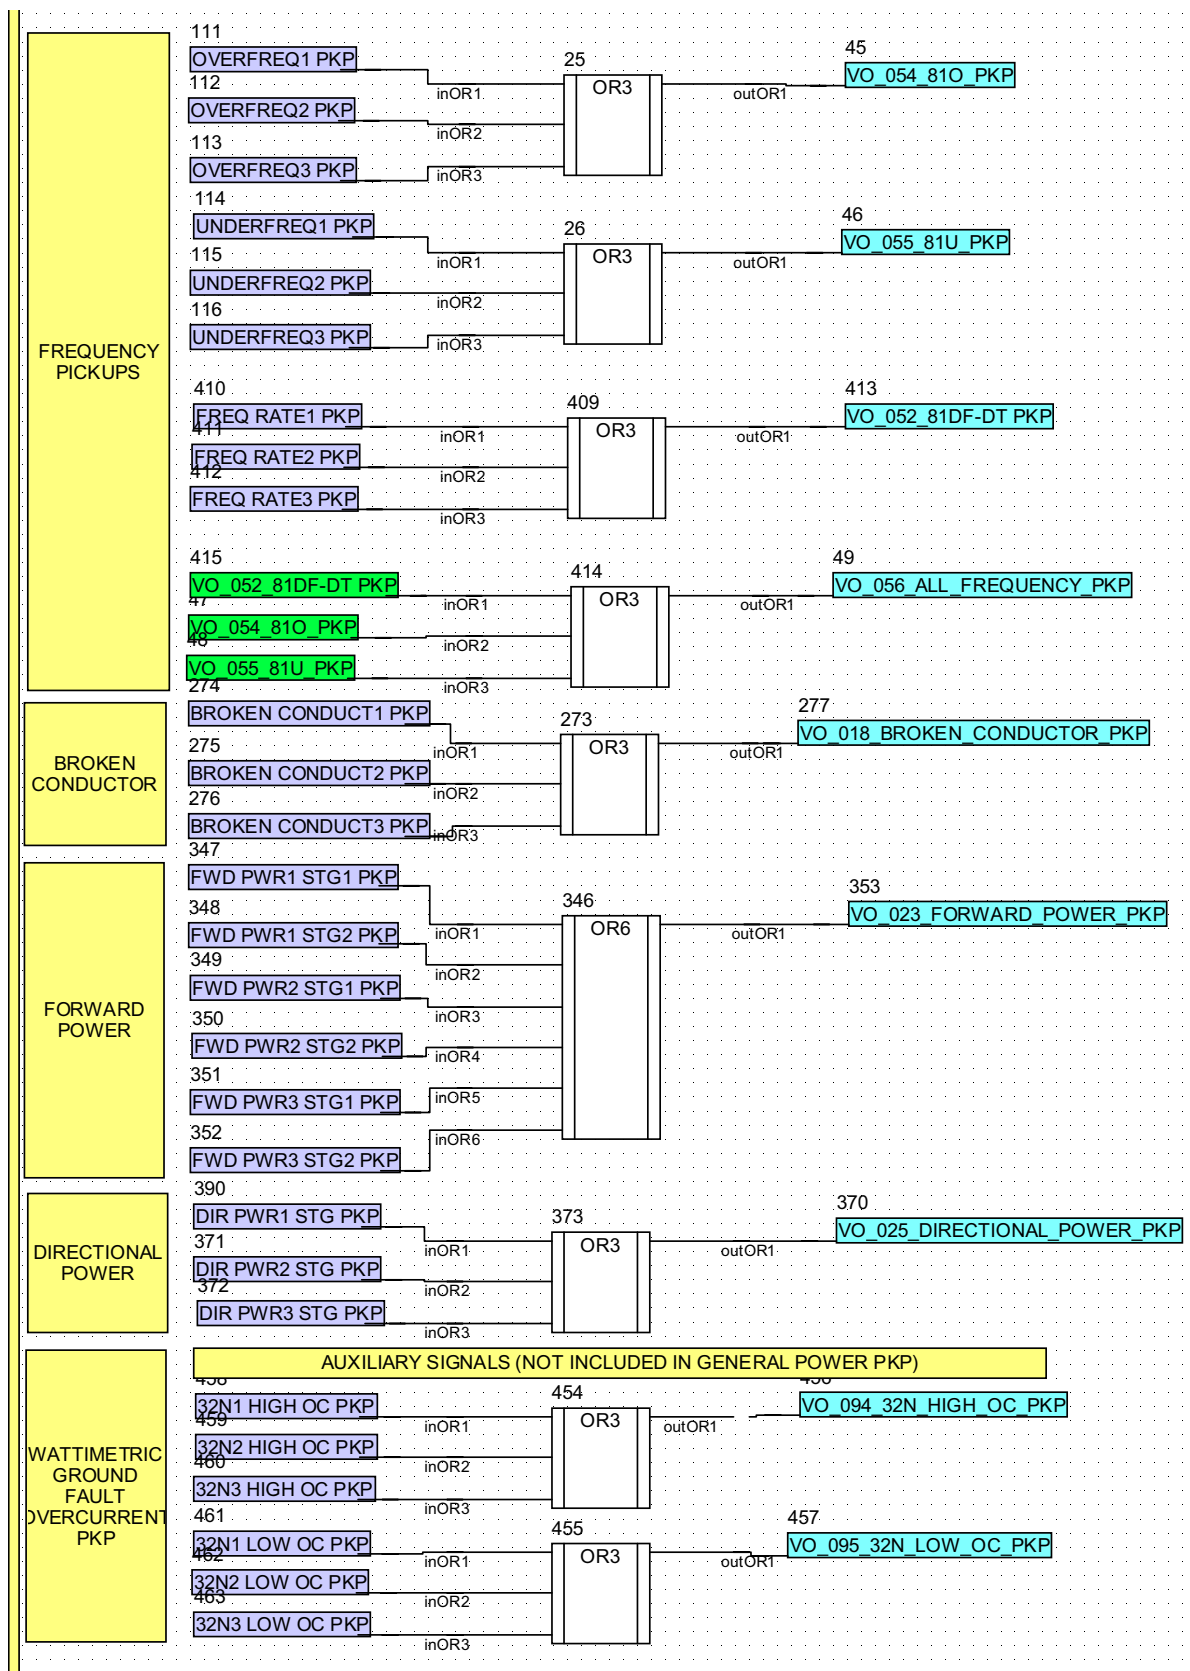 FREQUENCY
PICKUPS
111
OVERFREQ1 PKP
112
OVERFREQ2 PKP
113
OVERFREQ3 PKP
inOR1
inOR2
inOR3
25
OR3
outOR1
45
VO_054_81O_PKP
114
UNDERFREQ1 PKP
115
UNDERFREQ2 PKP
116
UNDERFREQ3 PKP
inOR1
inOR2
inOR3
26
OR3
outOR1
46
VO_055_81U_PKP
410
FREQ RATE1 PKP
411
FREQ RATE2 PKP
412
FREQ RATE3 PKP
inOR1
inOR2
inOR3
409
OR3
outOR1
413
VO_052_81DF-DT PKP
415
VO_052_81DF-DT PKP
47
VO_054_81O_PKP
48
VO_055_81U_PKP
inOR1
inOR2
inOR3
414
OR3
outOR1
49
VO_056_ALL_FREQUENCY_PKP
BROKEN
CONDUCTOR
274
BROKEN CONDUCT1 PKP
275
BROKEN CONDUCT2 PKP
276
BROKEN CONDUCT3 PKP
inOR1
inOR2
inOR3
273
OR3
outOR1
277
VO_018_BROKEN_CONDUCTOR_PKP
FORWARD
POWER
347
FWD PWR1 STG1 PKP
348
FWD PWR1 STG2 PKP
349
FWD PWR2 STG1 PKP
350
FWD PWR2 STG2 PKP
351
FWD PWR3 STG1 PKP
352
FWD PWR3 STG2 PKP
inOR1
inOR2
inOR3
inOR4
inOR5
inOR6
346
OR6
outOR1
353
VO_023_FORWARD_POWER_PKP
DIRECTIONAL
POWER
390
DIR PWR1 STG PKP
371
DIR PWR2 STG PKP
372
DIR PWR3 STG PKP
inOR1
inOR2
inOR3
373
OR3
outOR1
370
VO_025_DIRECTIONAL_POWER_PKP
WATTIMETRIC
GROUND
FAULT
OVERCURRENT
PKP
AUXILIARY SIGNALS (NOT INCLUDED IN GENERAL POWER PKP)
458
32N1 HIGH OC PKP
459
32N2 HIGH OC PKP
460
32N3 HIGH OC PKP
inOR1
inOR2
inOR3
454
OR3
outOR1
VO_094_32N_HIGH_OC_PKP
461
32N1 LOW OC PKP
462
32N2 LOW OC PKP
463
32N3 LOW OC PKP
inOR1
inOR2
inOR3
455
OR3
outOR1
457
VO_095_32N_LOW_OC_PKP